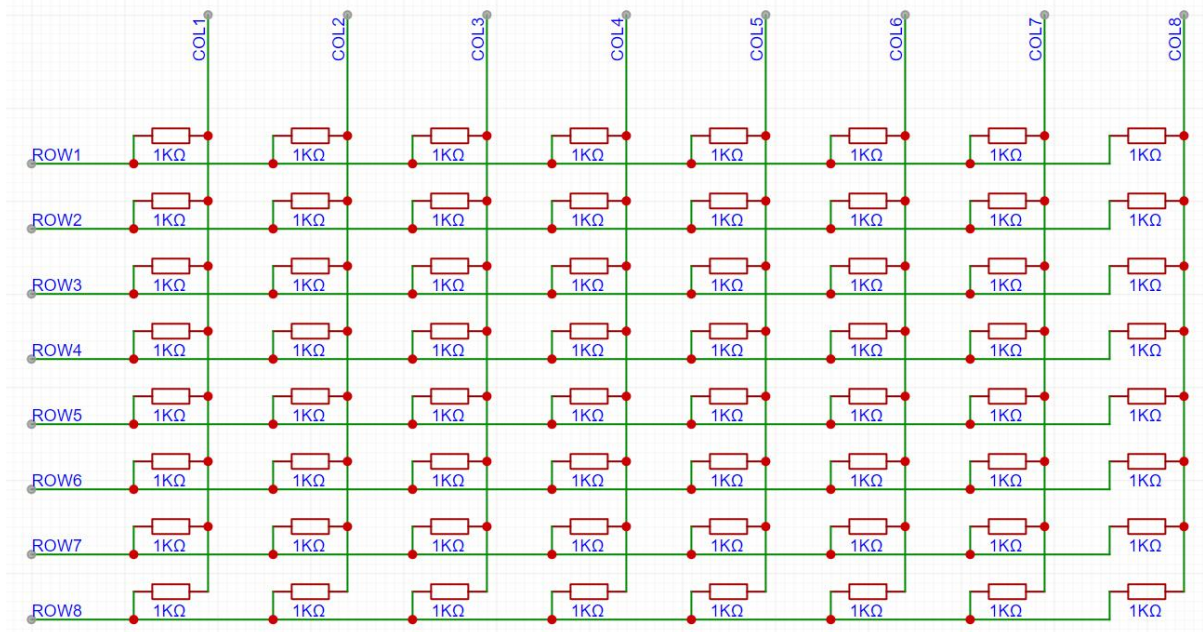 COL1 COL2 COL3 COL4 COL5 COL6 COL7 COL8
ROW1 1KΩ 1KΩ 1KΩ 1KΩ 1KΩ 1KΩ 1KΩ 1KΩ
ROW2 1KΩ 1KΩ 1KΩ 1KΩ 1KΩ 1KΩ 1KΩ 1KΩ
ROW3 1KΩ 1KΩ 1KΩ 1KΩ 1KΩ 1KΩ 1KΩ 1KΩ
ROW4 1KΩ 1KΩ 1KΩ 1KΩ 1KΩ 1KΩ 1KΩ 1KΩ
ROW5 1KΩ 1KΩ 1KΩ 1KΩ 1KΩ 1KΩ 1KΩ 1KΩ
ROW6 1KΩ 1KΩ 1KΩ 1KΩ 1KΩ 1KΩ 1KΩ 1KΩ
ROW7 1KΩ 1KΩ 1KΩ 1KΩ 1KΩ 1KΩ 1KΩ 1KΩ
ROW8 1KΩ 1KΩ 1KΩ 1KΩ 1KΩ 1KΩ 1KΩ 1KΩ